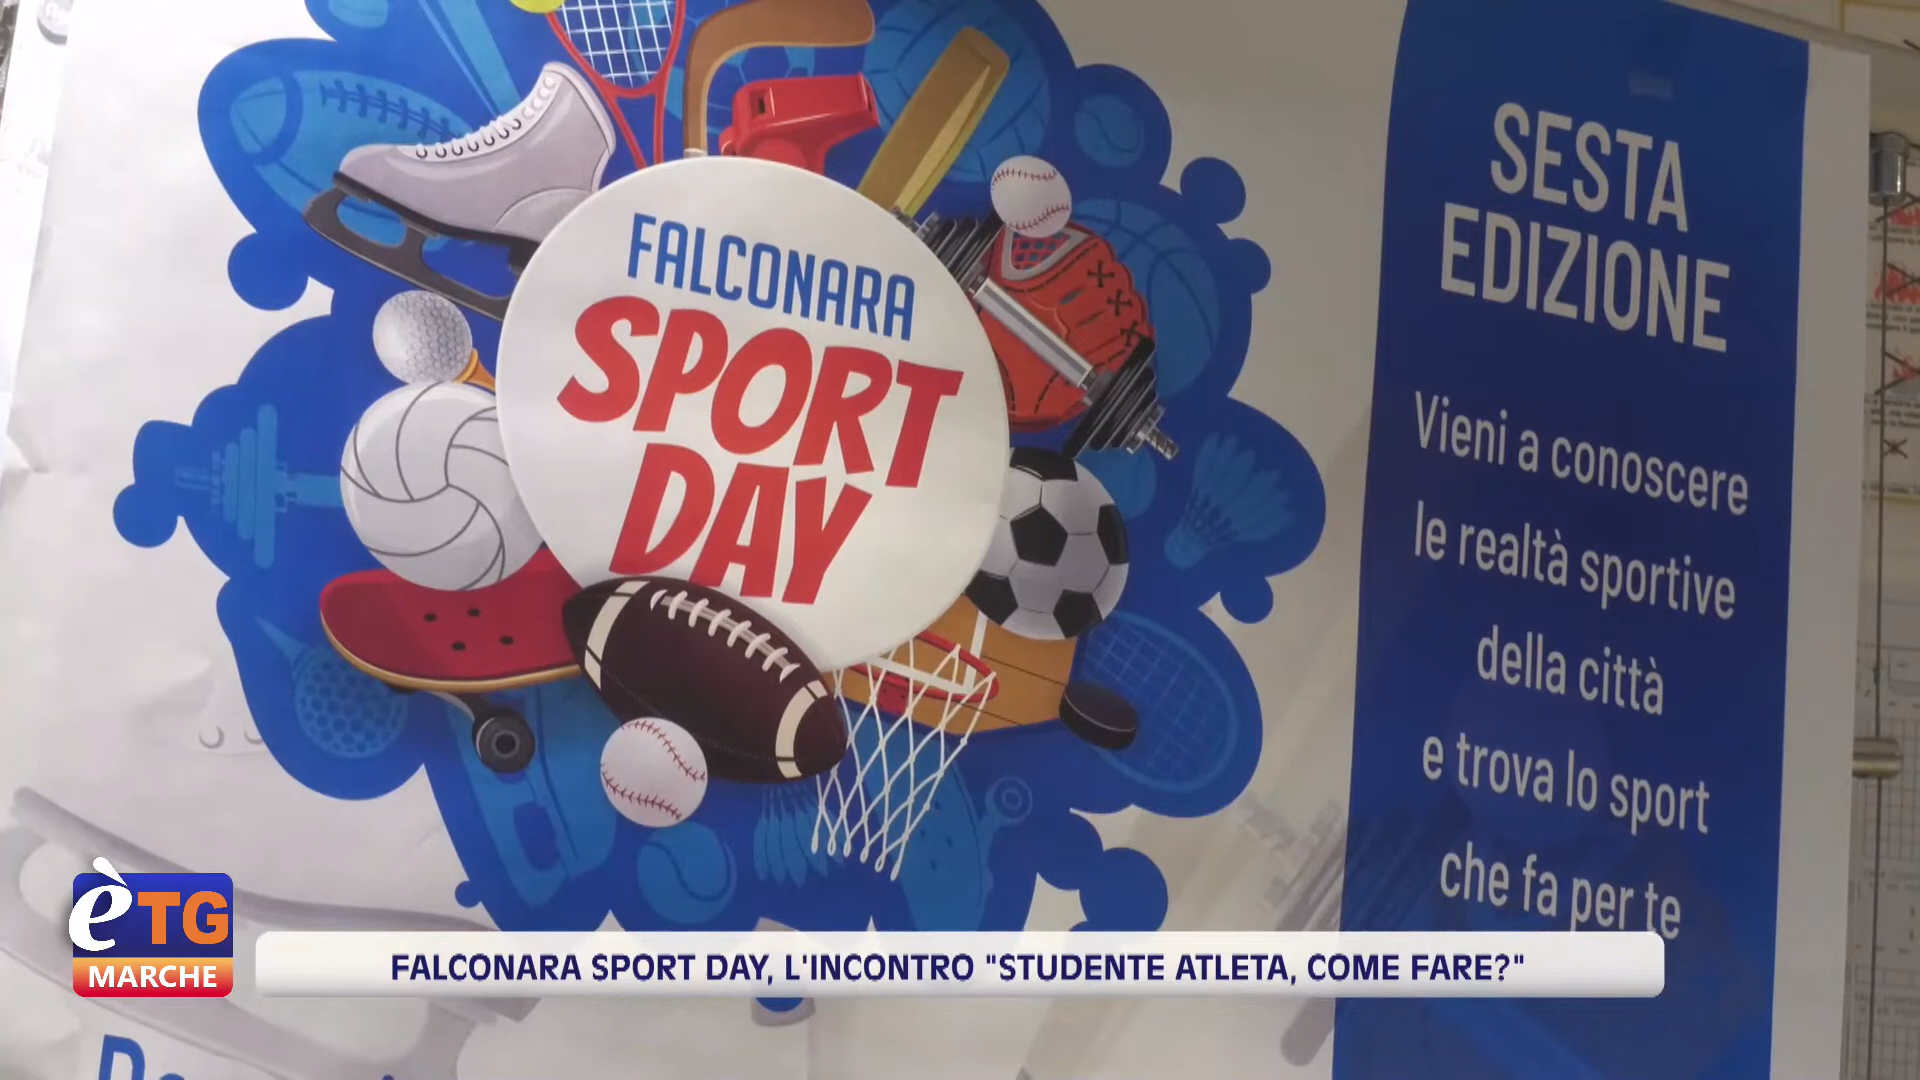 FALCONARA
SPORT
DAY
SESTA
EDIZIONE
Vieni a conoscere
le realtà sportive
della città
e trova lo sport
che fa per te
èTG
MARCHE
FALCONARA SPORT DAY, L'INCONTRO "STUDENTE ATLETA, COME FARE?"